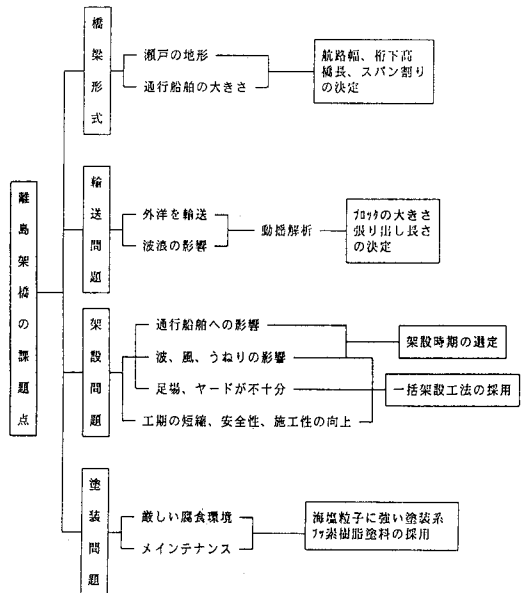 離島架橋の課題点
橋梁形式
瀬戸の地形
通行船舶の大きさ
航路幅、桁下高
橋長、スパン割り
の決定
輸送問題
外洋を輸送
波浪の影響
動揺解析
ブロックの大きさ
張り出し長さ
の決定
架設問題
通行船舶への影響
波、風、うねりの影響
足場、ヤードが不十分
工期の短縮、安全性、施工性の向上
架設時期の選定
一括架設工法の採用
塗装問題
厳しい腐食環境
メインテナンス
海塩粒子に強い塗装系
フッ素樹脂塗料の採用